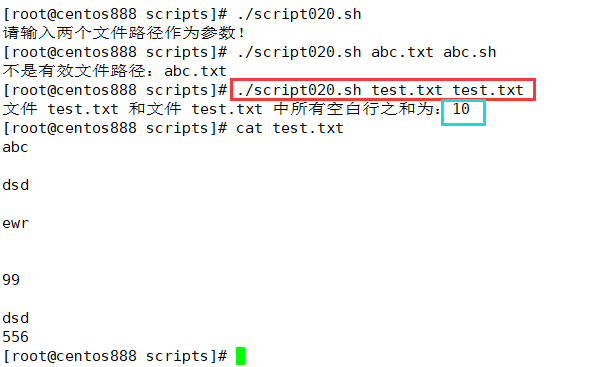 [root@centos888 scripts]# ./script020.sh
请输入两个文件路径作为参数!
[root@centos888 scripts]# ./script020.sh abc.txt abc.sh
不是有效文件路径：abc.txt
[root@centos888 scripts]# ./script020.sh test.txt test.txt
文件 test.txt 和文件 test.txt 中所有空白行之和为：10
[root@centos888 scripts]# cat test.txt
abc
dsd
ewr
99
dsd
556
[root@centos888 scripts]#